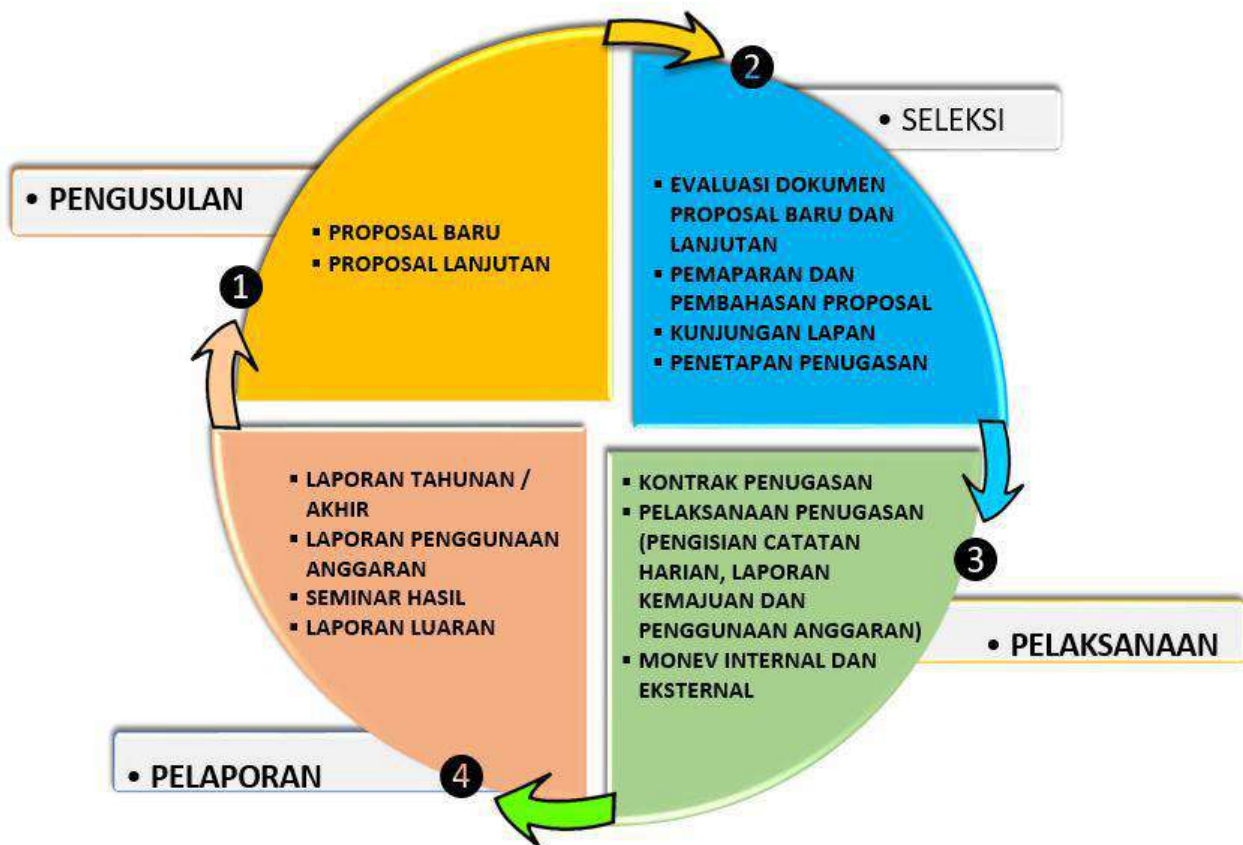 1
• PENGUSULAN
▪ PROPOSAL BARU
▪ PROPOSAL LANJUTAN
2
• SELEKSI
▪ EVALUASI DOKUMEN
PROPOSAL BARU DAN
LANJUTAN
▪ PEMAPARAN DAN
PEMBAHASAN PROPOSAL
▪ KUNJUNGAN LAPAN
▪ PENETAPAN PENUGASAN
3
• PELAKSANAAN
▪ KONTRAK PENUGASAN
▪ PELAKSANAAN PENUGASAN
(PENGISIAN CATATAN
HARIAN, LAPORAN
KEMAJUAN DAN
PENGGUNAAN ANGGARAN)
▪ MONEV INTERNAL DAN
EKSTERNAL
4
• PELAPORAN
▪ LAPORAN TAHUNAN /
AKHIR
▪ LAPORAN PENGGUNAAN
ANGGARAN
▪ SEMINAR HASIL
▪ LAPORAN LUARAN